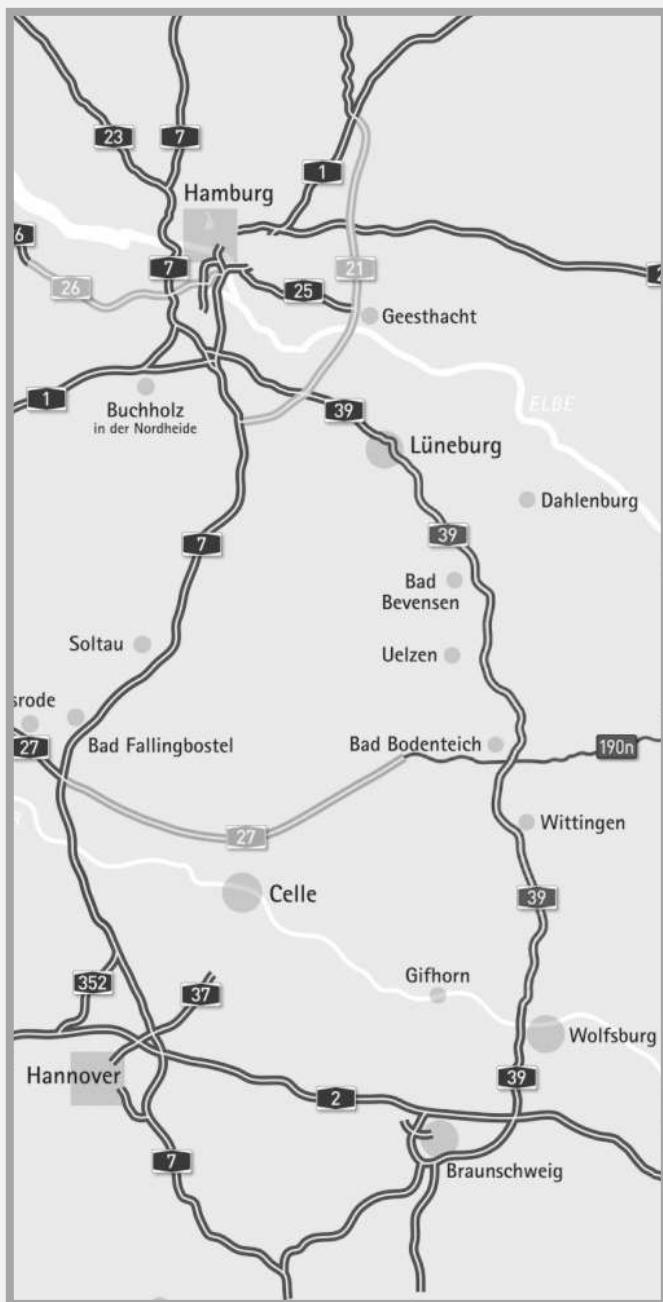 23
7
1
Hamburg
6
7
21
26
25
2
Geesthacht
1
Buchholz
in der Nordheide
39
ELBE
Lüneburg
Dahlenburg
7
39
Bad
Bevensen
Soltau
Uelzen
srode
27
Bad Fallingbostel
Bad Bodenteich
190n
27
Wittingen
Celle
39
352
37
Gifhorn
Wolfsburg
Hannover
2
39
7
Braunschweig